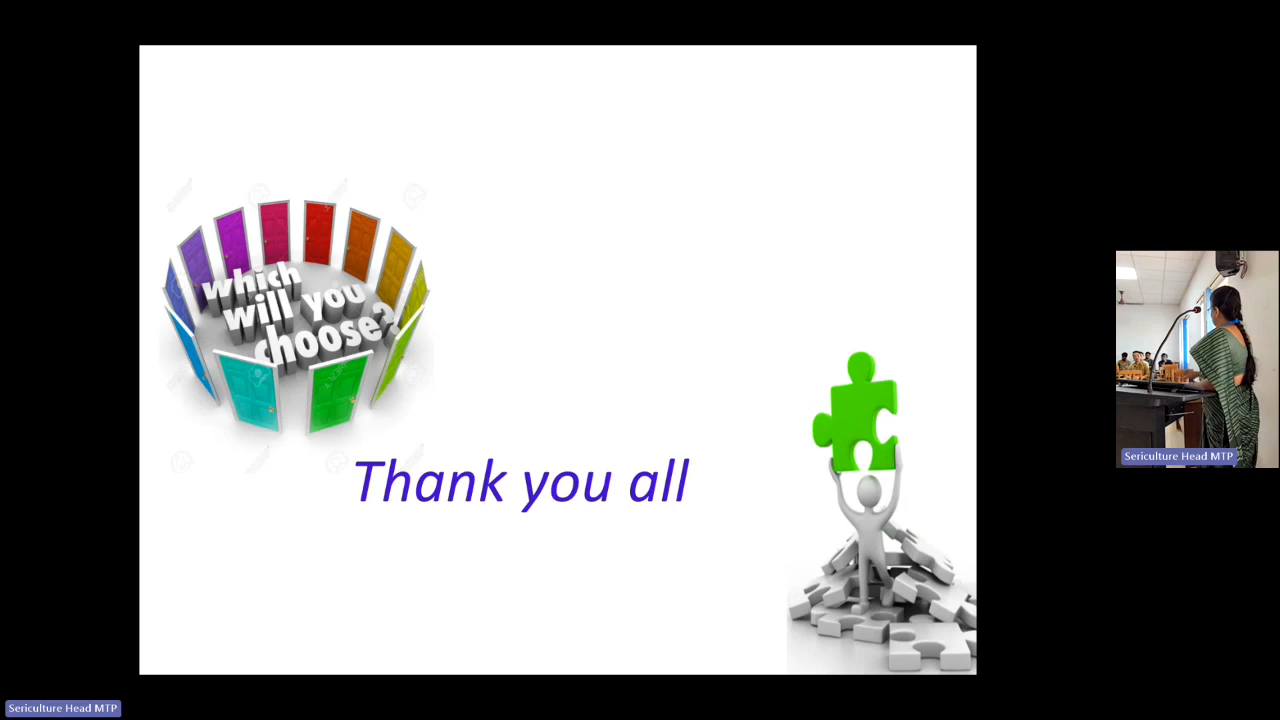 which
will you
choose?
Thank you all
Sericulture Head MTP
Sericulture Head MTP